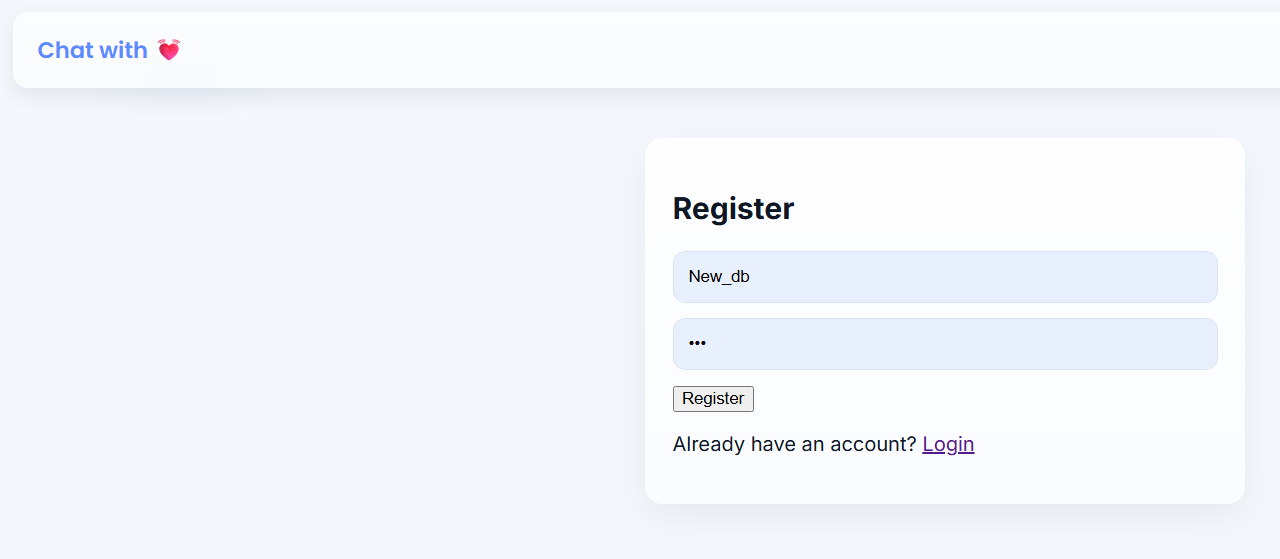 Chat with 💓
Register
New_db
•••
Register
Already have an account? Login